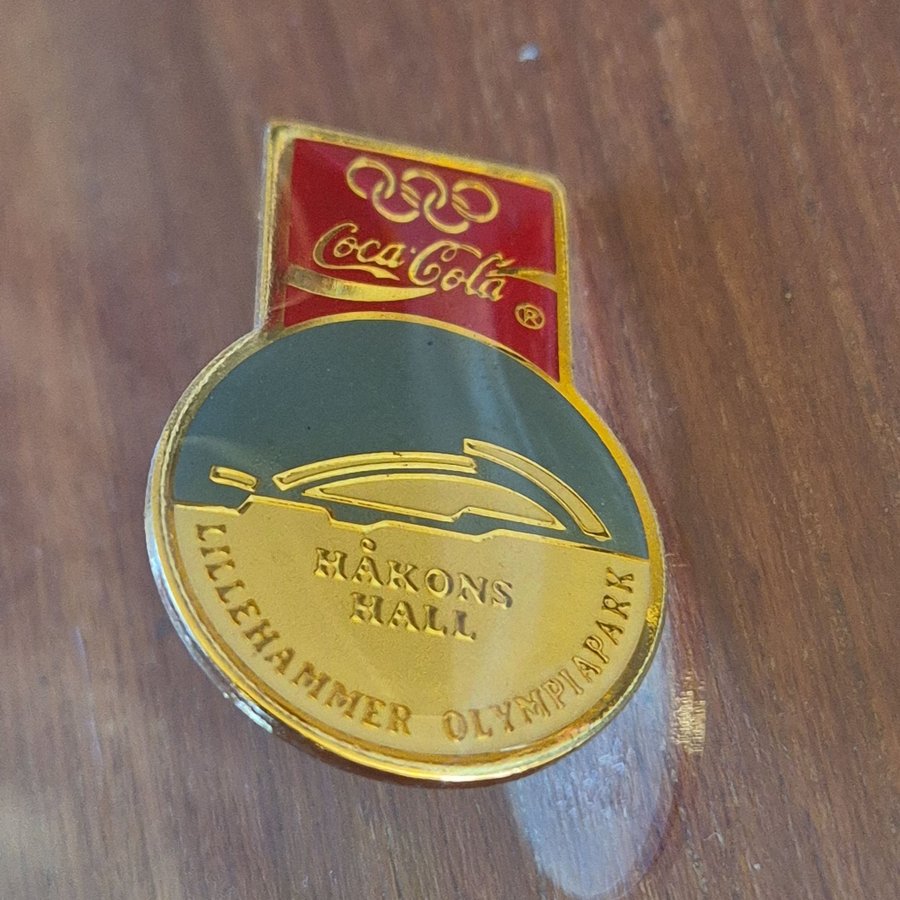 Coca-Cola
®
HÅKONS
HALL
LILLEHAMMER OLYMPIAPARK